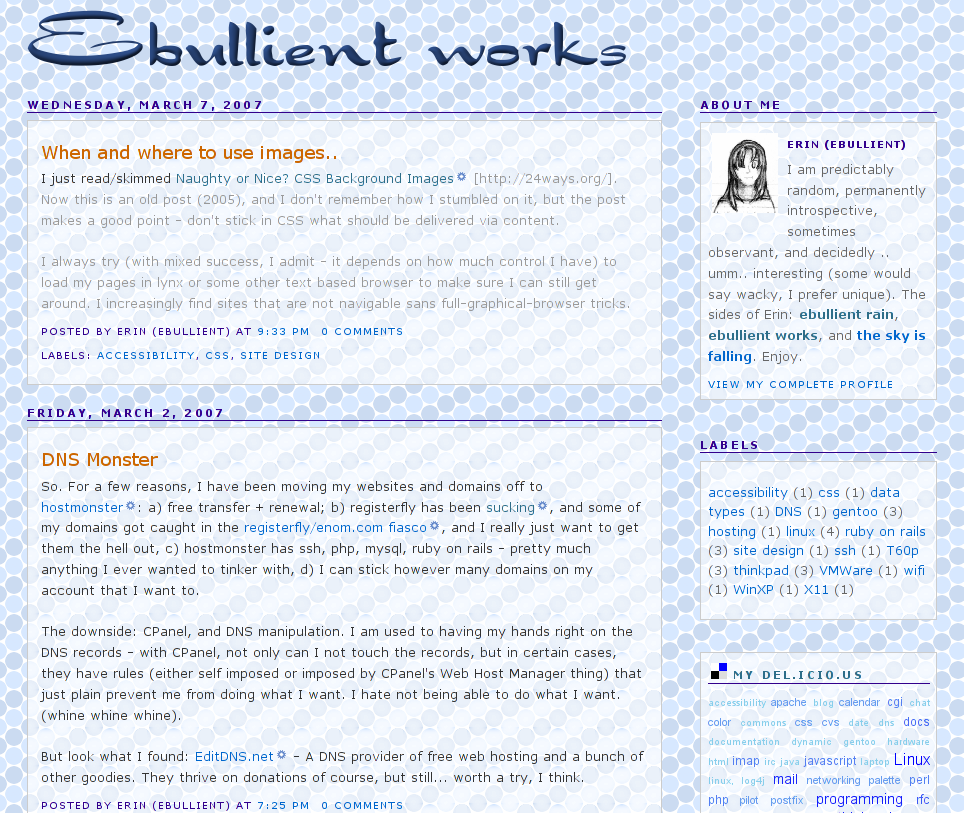 Ebullient works
WEDNESDAY, MARCH 7, 2007
When and where to use images..
I just read/skimmed Naughty or Nice? CSS Background Images [http://24ways.org/].
Now this is an old post (2005), and I don't remember how I stumbled on it, but the post
makes a good point - don't stick in CSS what should be delivered via content.
I always try (with mixed success, I admit - it depends on how much control I have) to
load my pages in lynx or some other text based browser to make sure I can still get
around. I increasingly find sites that are not navigable sans full-graphical-browser tricks.
POSTED BY ERIN (EBULLIENT) AT 9:33 PM 0 COMMENTS
LABELS: ACCESSIBILITY, CSS, SITE DESIGN
FRIDAY, MARCH 2, 2007
DNS Monster
So. For a few reasons, I have been moving my websites and domains off to
hostmonster: a) free transfer + renewal; b) registerfly has been sucking, and some of
my domains got caught in the registerfly/enom.com fiasco, and I really just want to get
them the hell out, c) hostmonster has ssh, php, mysql, ruby on rails - pretty much
anything I ever wanted to tinker with, d) I can stick however many domains on my
account that I want to.
The downside: CPanel, and DNS manipulation. I am used to having my hands right on the
DNS records - with CPanel, not only can I not touch the records, but in certain cases,
they have rules (either self imposed or imposed by CPanel's Web Host Manager thing) that
just plain prevent me from doing what I want. I hate not being able to do what I want.
(whine whine whine).
But look what I found: EditDNS.net - A DNS provider of free web hosting and a bunch of
other goodies. They thrive on donations of course, but still... worth a try, I think.
POSTED BY ERIN (EBULLIENT) AT 7:25 PM 0 COMMENTS
ABOUT ME
ERIN (EBULLIENT)
I am predictably
random, permanently
introspective,
sometimes
observant, and decidedly ..
umm.. interesting (some would
say wacky, I prefer unique). The
sides of Erin: ebullient rain,
ebullient works, and the sky is
falling. Enjoy.
VIEW MY COMPLETE PROFILE
LABELS
accessibility (1) css (1) data
types (1) DNS (1) gentoo (3)
hosting (1) linux (4) ruby on rails
(3) site design (1) ssh (1) T60p
(3) thinkpad (3) VMWare (1) wifi
(1) WinXP (1) X11 (1)
MY DEL.ICIO.US
accessibility apache blog calendar cgi chat
color commons css cvs date dns docs
documentation dynamic gentoo hardware
html imap irc java javascript laptop Linux
linux, log4j mail networking palette perl
php pilot postfix programming rfc